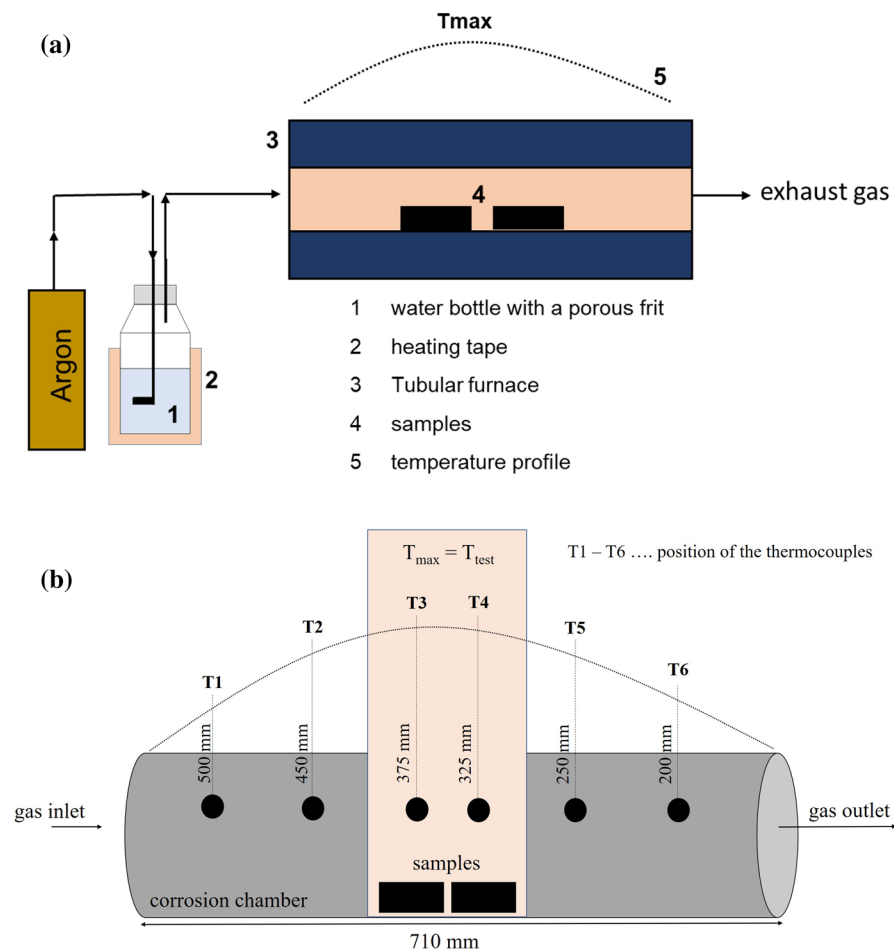 (a)
Tmax
5
3
4
exhaust gas
Argon
2
1
1 water bottle with a porous frit
2 heating tape
3 Tubular furnace
4 samples
5 temperature profile
(b)
Tmax = Ttest
T1 – T6 .... position of the thermocouples
T3 T4
T2 T5
T1 T6
500 mm 450 mm 375 mm 325 mm 250 mm 200 mm
gas inlet
gas outlet
samples
corrosion chamber
710 mm